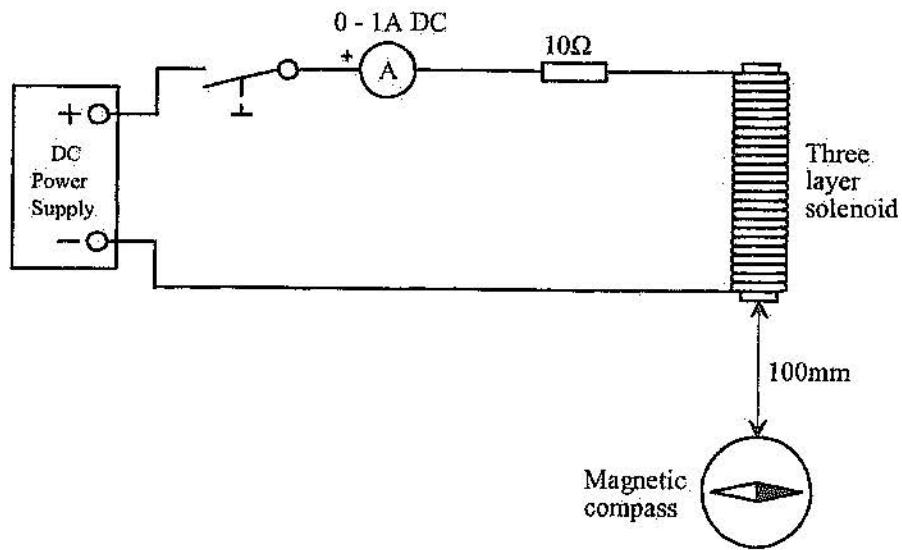 0 - 1A DC
+
A
10Ω
+
DC
Power
Supply
-
Three
layer
solenoid
100mm
Magnetic
compass